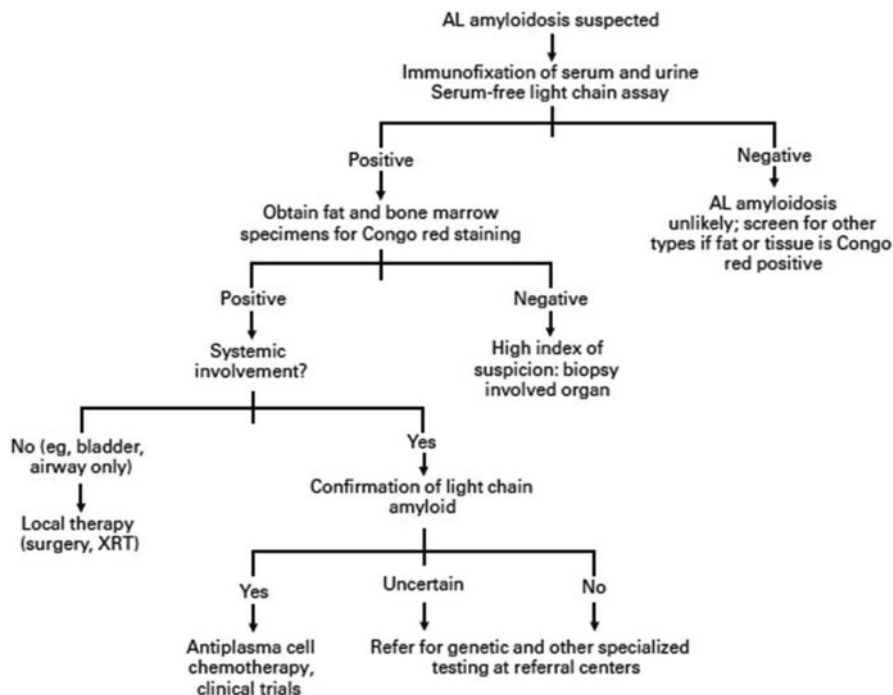 AL amyloidosis suspected
Immunofixation of serum and urine
Serum-free light chain assay
Positive
Negative
Obtain fat and bone marrow
specimens for Congo red staining
AL amyloidosis
unlikely; screen for other
types if fat or tissue is Congo
red positive
Positive
Negative
Systemic
involvement?
High index of
suspicion: biopsy
involved organ
No (eg, bladder,
airway only)
Yes
Local therapy
(surgery, XRT)
Confirmation of light chain
amyloid
Yes
Uncertain
No
Antiplasma cell
chemotherapy,
clinical trials
Refer for genetic and other specialized
testing at referral centers